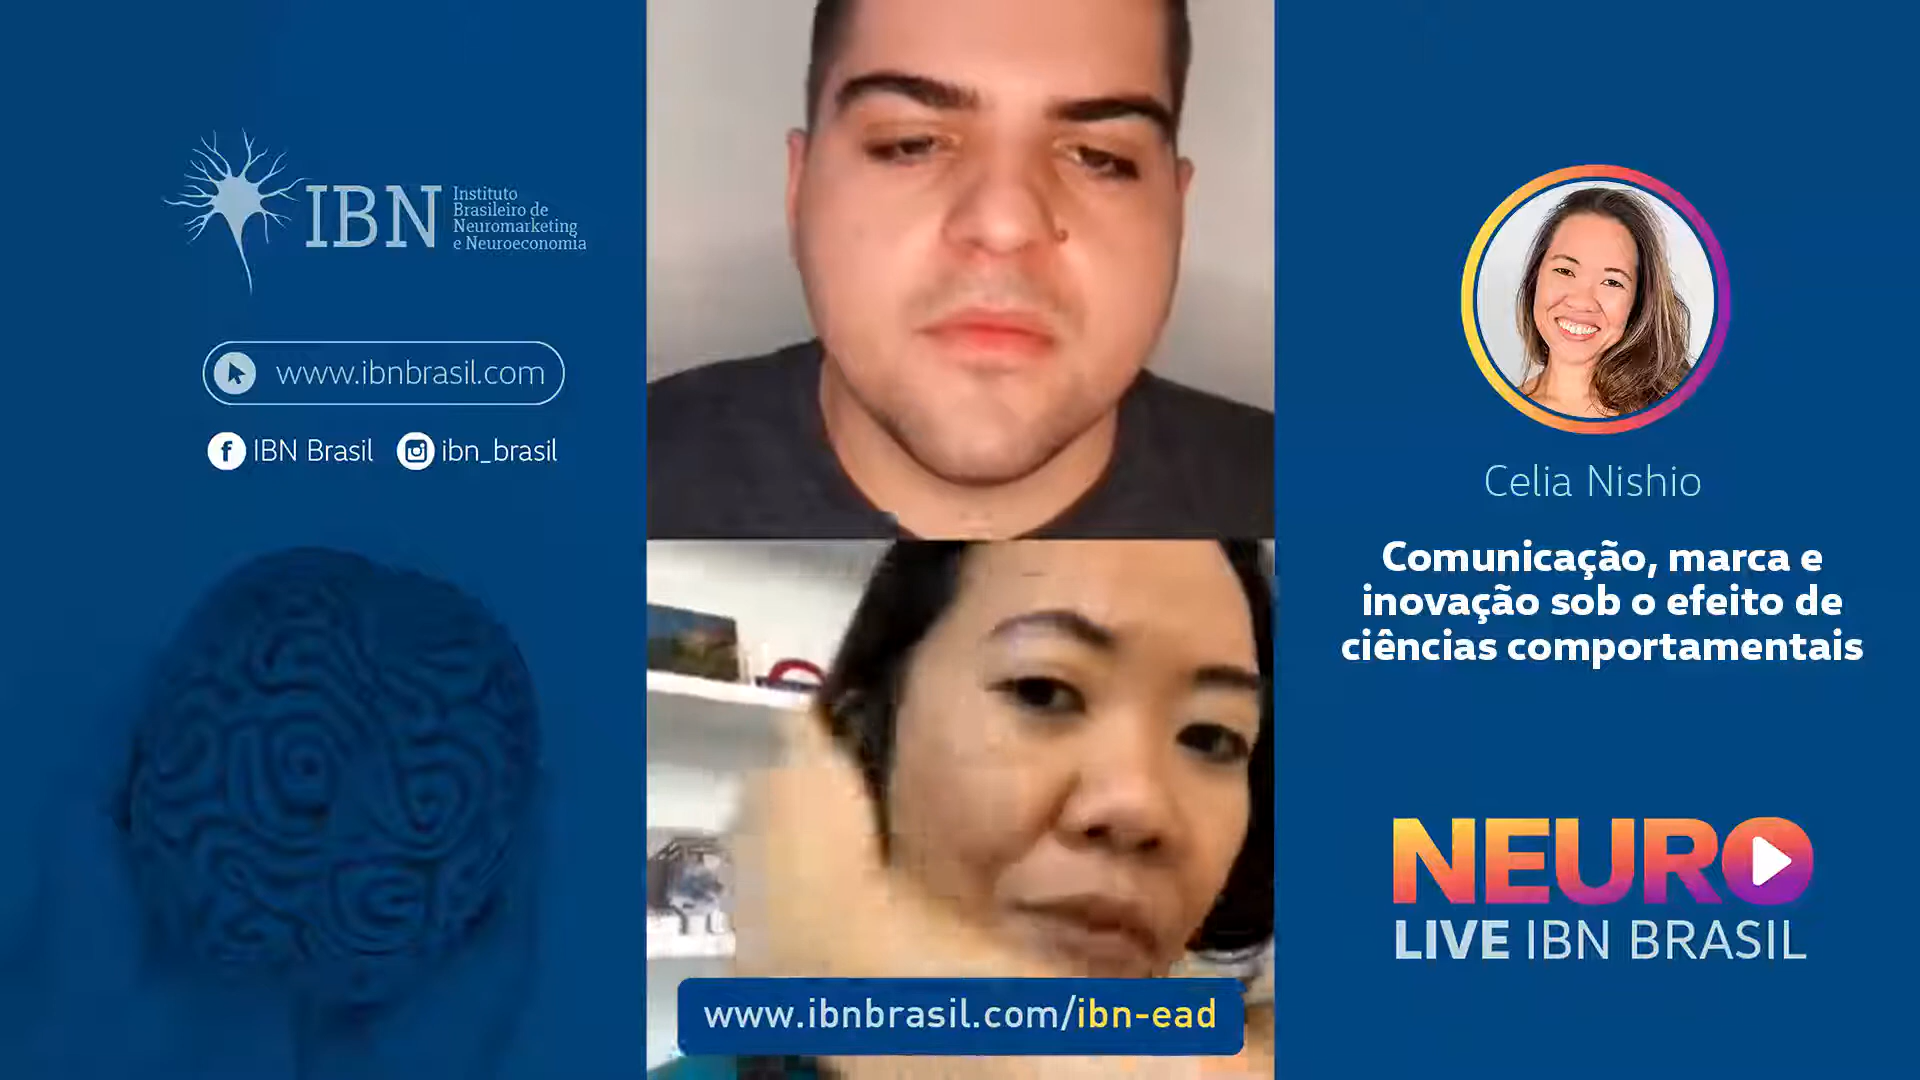 IBN
Instituto
Brasileiro de
Neuromarketing
e Neuroeconomia
www.ibnbrasil.com
f IBN Brasil ibn_brasil
www.ibnbrasil.com/ibn-ead
Celia Nishio
Comunicação, marca e
inovação sob o efeito de
ciências comportamentais
NEURO
LIVE IBN BRASIL